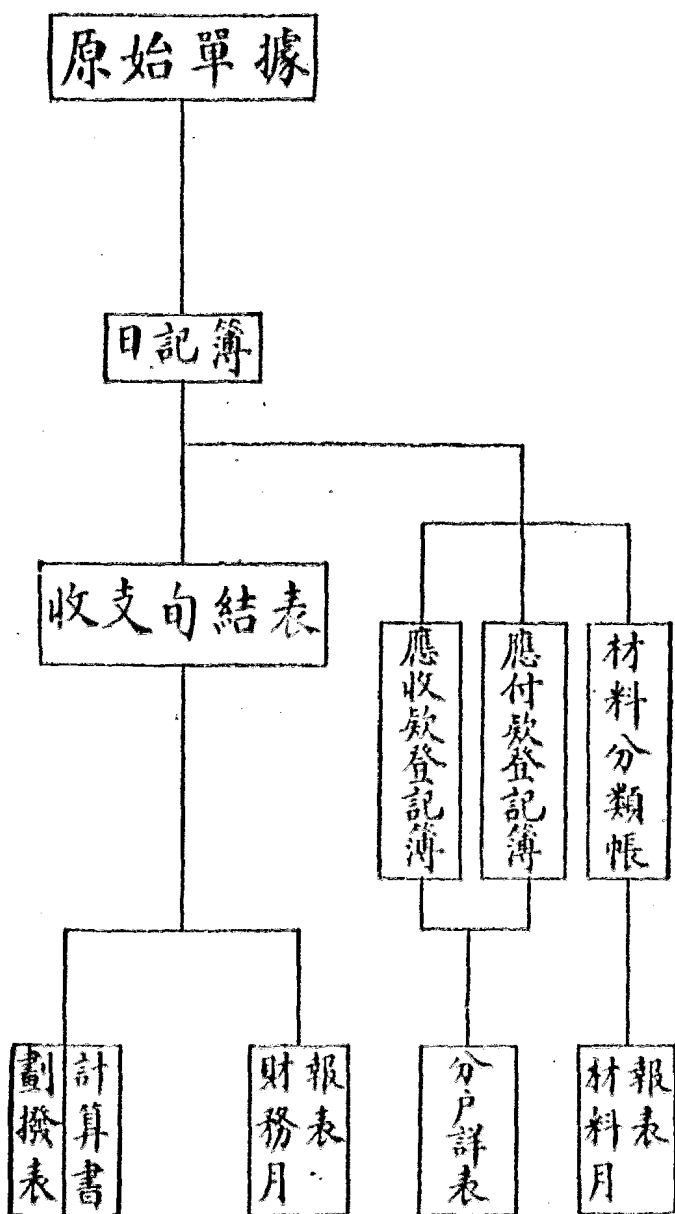 原始單據
日記簿
收支旬結表
應收款登記簿
應付款登記簿
材料分類帳
劃撥表
計算書
財務月
報表
分戶詳表
材料月
報表